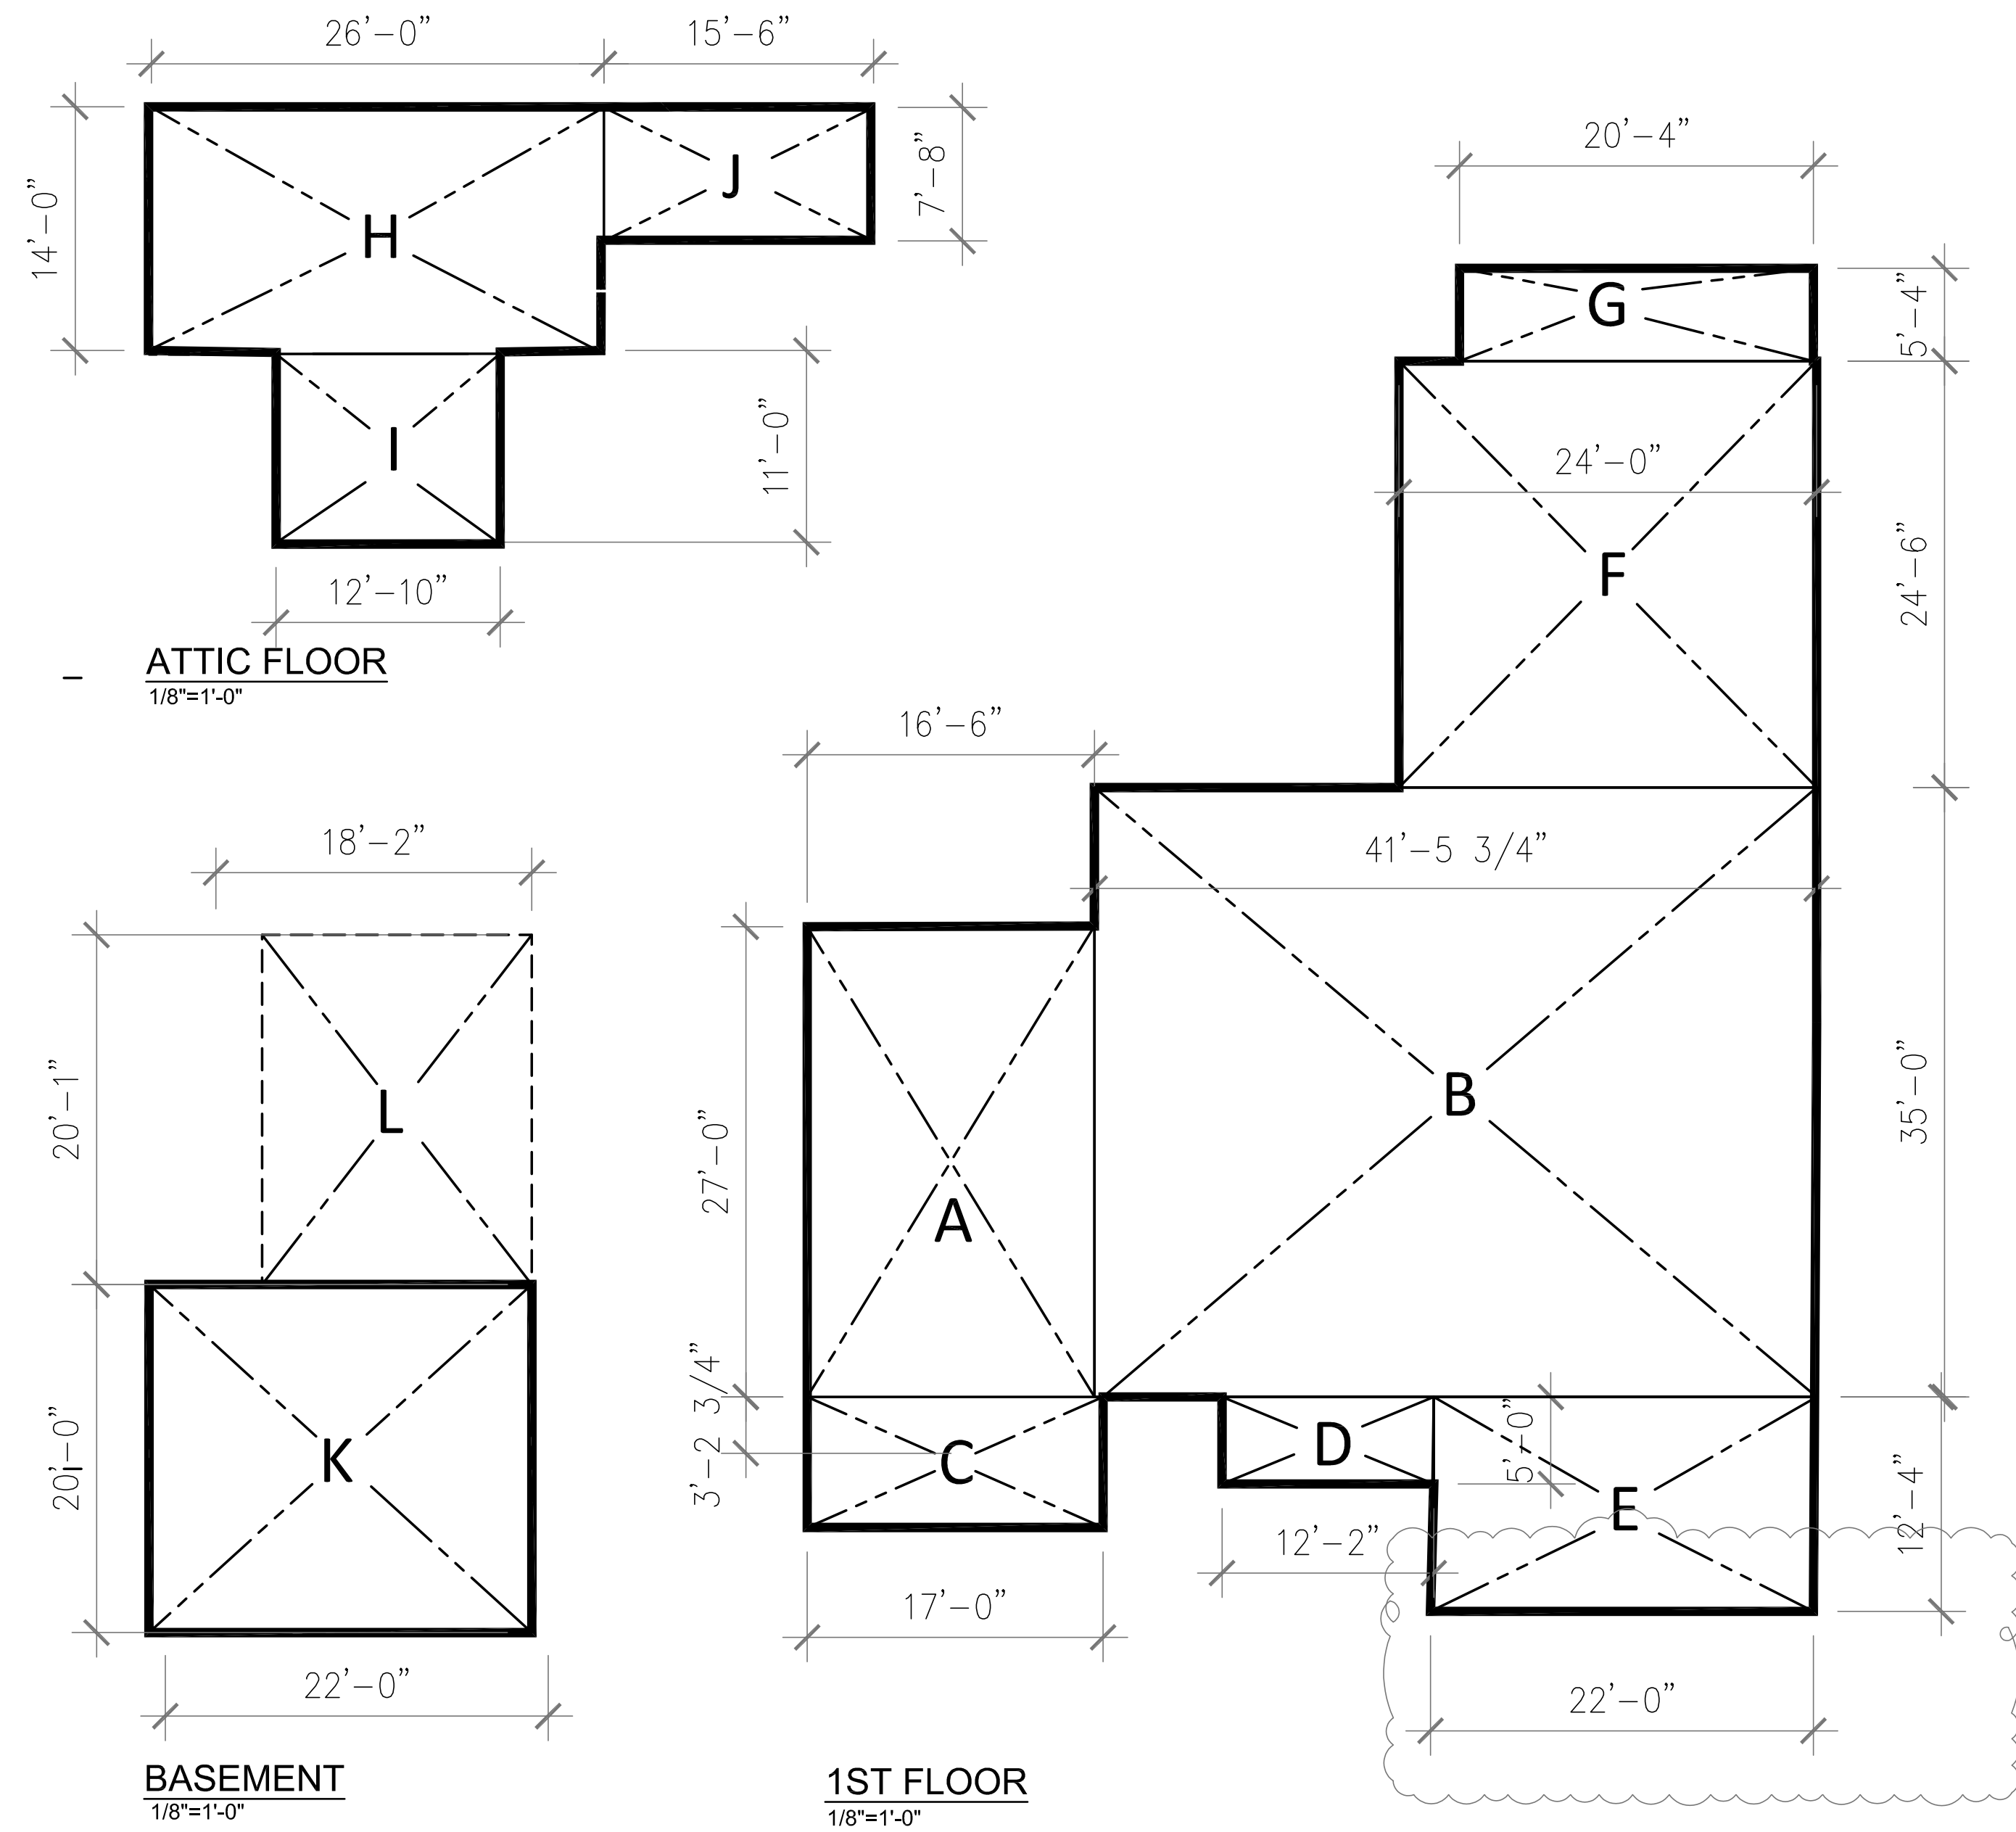 26’-0”
15’-6”
14’-0”
7’-8”
H
J
I
11’-0”
12’-10”
ATTIC FLOOR
1/8"=1'-0"
20’-4”
G
5’-4”
24’-0”
F
24’-6”
16’-6”
41’-5 3/4”
B
35’-0”
27’-0”
A
3’-2 3/4”
C
D
5’-0”
E
12’-4”
12’-2”
17’-0”
22’-0”
1ST FLOOR
1/8"=1'-0"
18’-2”
20’-1”
L
20’-0”
K
22’-0”
BASEMENT
1/8"=1'-0"